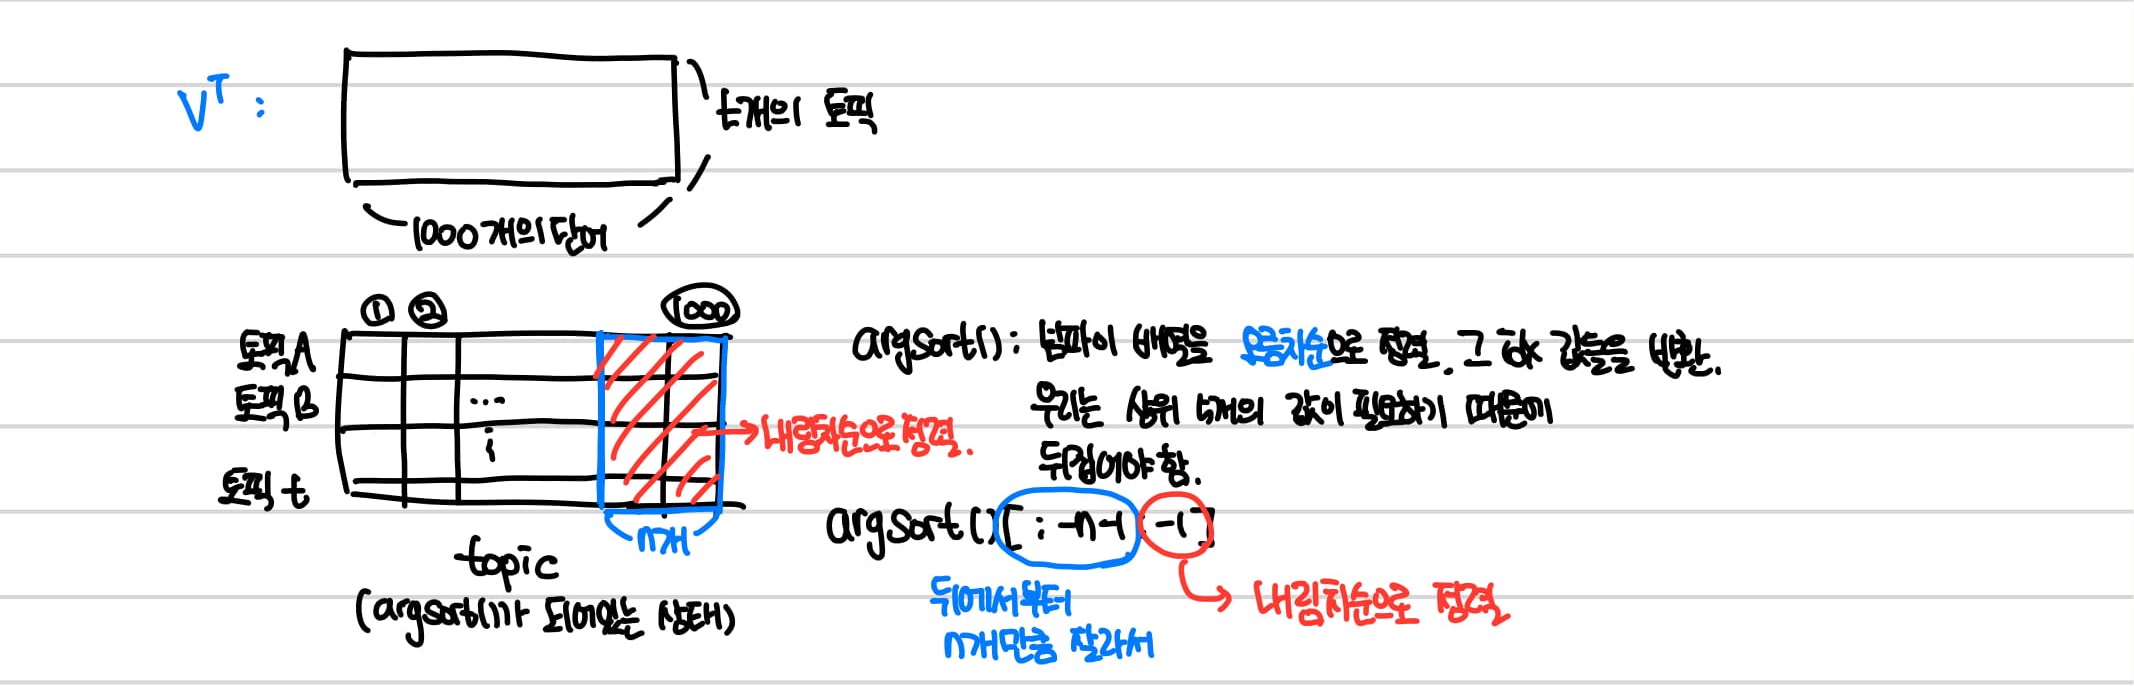 V^T :
t개의 토픽
1000개의 단어
① ② 1000
토픽A
토픽B
...
토픽 t
n개
topic
(argsort()가 되어있는 상태)
내림차순으로 정렬.
argsort() : 넘파이 배열을 오름차순으로 정렬. 그 idx 값들을 반환.
우리는 상위 n개의 값이 필요하기 때문에
뒤집어야 함.
argsort()[ : -n-1 : -1]
뒤에서부터
n개만큼 잘라서
내림차순으로 정렬